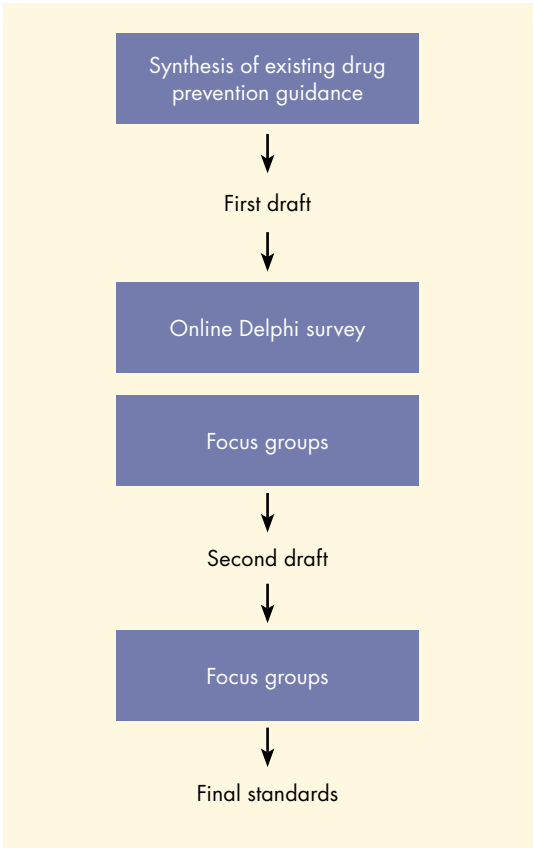 Synthesis of existing drug
prevention guidance
First draft
Online Delphi survey
Focus groups
Second draft
Focus groups
Final standards